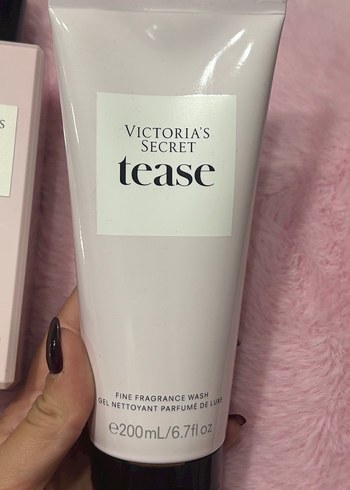 VICTORIA'S
SECRET
tease
FINE FRAGRANCE WASH
GEL NETTOYANT PARFUMÉ DE LUXE
℮200mL/6.7fl oz
S